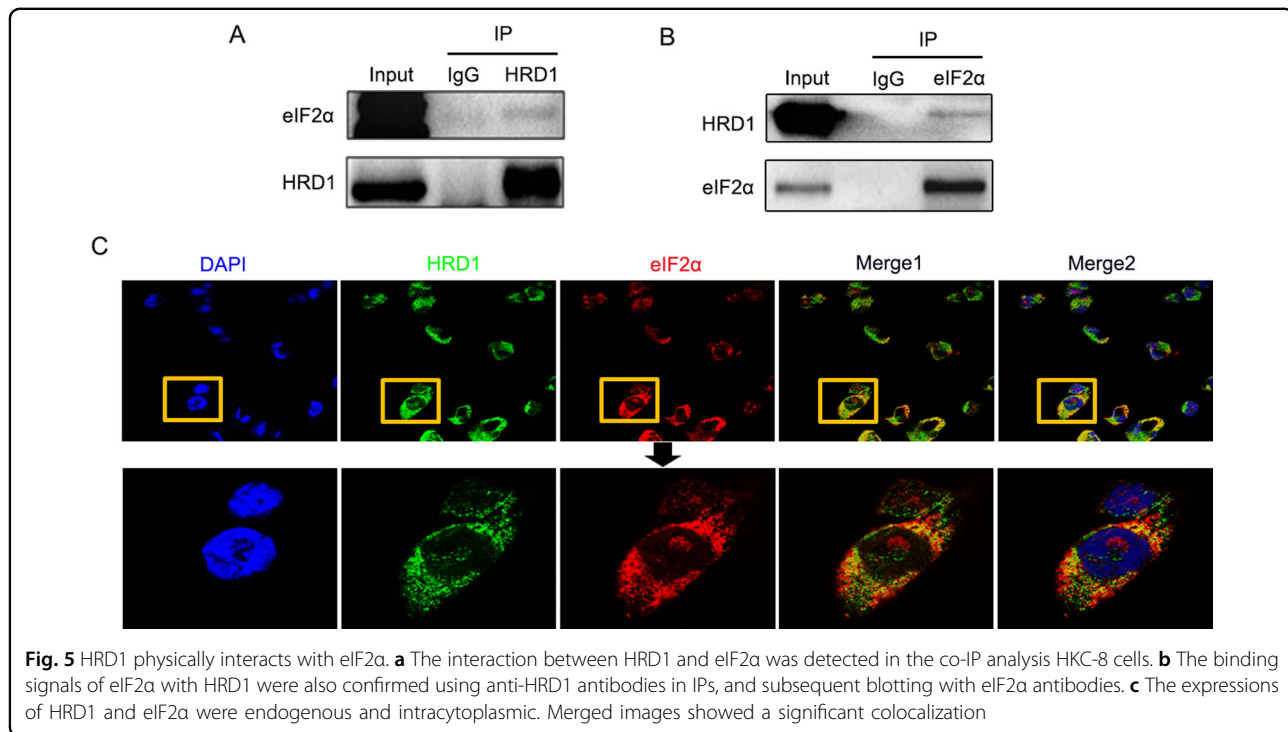 A
IP
Input IgG HRD1
eIF2α
HRD1
B
IP
Input IgG eIF2α
HRD1
eIF2α
C
DAPI HRD1 eIF2α Merge1 Merge2
Fig. 5 HRD1 physically interacts with eIF2α. a The interaction between HRD1 and eIF2α was detected in the co-IP analysis HKC-8 cells. b The binding
signals of eIF2α with HRD1 were also confirmed using anti-HRD1 antibodies in IPs, and subsequent blotting with eIF2α antibodies. c The expressions
of HRD1 and eIF2α were endogenous and intracytoplasmic. Merged images showed a significant colocalization